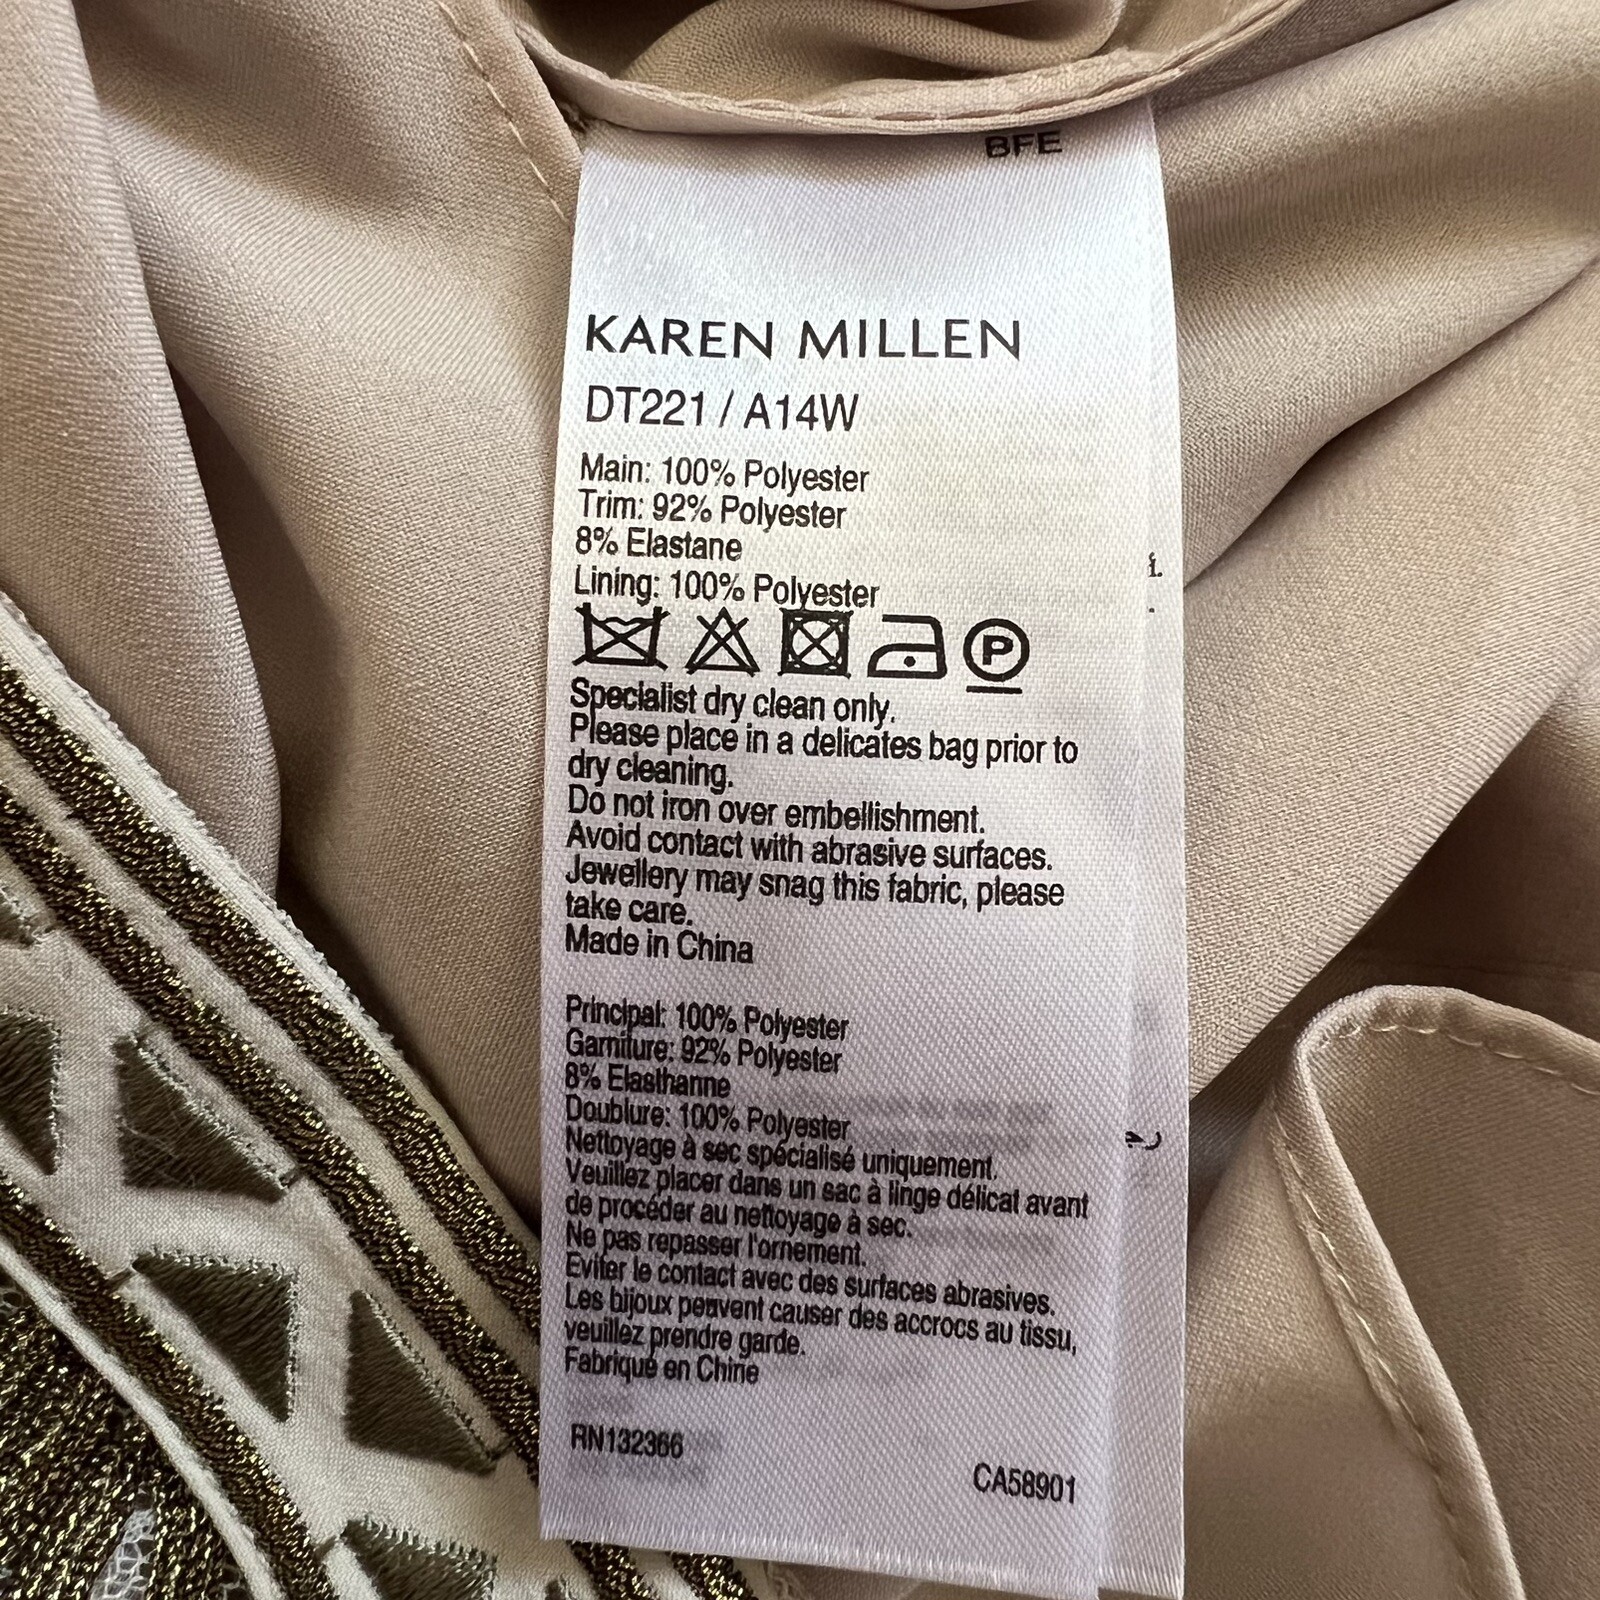 BFE
KAREN MILLEN
DT221 / A14W
Main: 100% Polyester
Trim: 92% Polyester
8% Elastane
Lining: 100% Polyester
P
Specialist dry clean only.
Please place in a delicates bag prior to
dry cleaning.
Do not iron over embellishment.
Avoid contact with abrasive surfaces.
Jewellery may snag this fabric, please
take care.
Made in China
Principal: 100% Polyester
Garniture: 92% Polyester
8% Elasthanne
Doublure: 100% Polyester
Nettoyage à sec spécialisé uniquement.
Veuillez placer dans un sac à linge délicat avant
de procéder au nettoyage à sec.
Ne pas repasser l'ornement.
Eviter le contact avec des surfaces abrasives.
Les bijoux peuvent causer des accrocs au tissu,
veuillez prendre garde.
Fabriqué en Chine
RN132366
CA58901